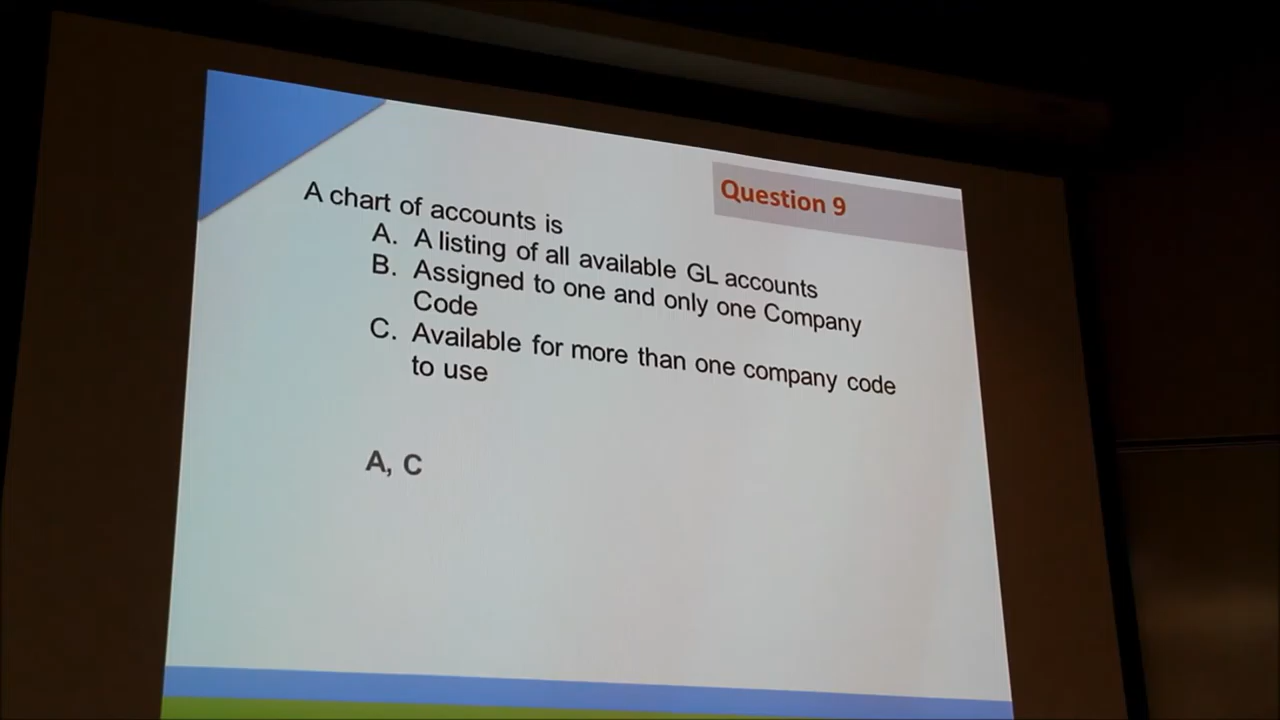 Question 9
A chart of accounts is
A. A listing of all available GL accounts
B. Assigned to one and only one Company
Code
C. Available for more than one company code
to use
A, C